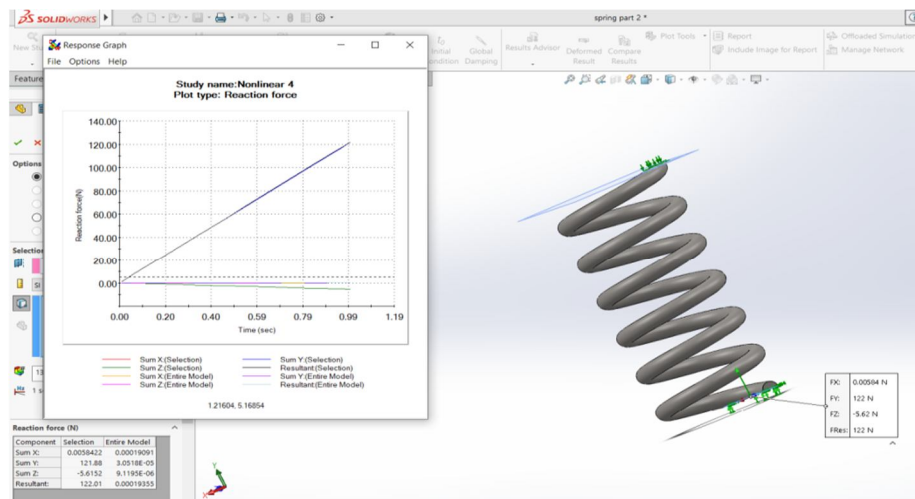 SOLIDWORKS
spring part 2 *
New Stu
Initial
ondition
Global
Damping
Results Advisor
Deformed
Result
Compare
Results
Plot Tools
Report
Include Image for Report
Offloaded Simulation
Manage Network
Feature
Response Graph
File Options Help
Study name:Nonlinear 4
Plot type: Reaction force
140.00
120.00
100.00
80.00
60.00
40.00
20.00
0.00
Reaction force(N)
0.00 0.20 0.40 0.59 0.79 0.99 1.19
Time (sec)
Sum X:(Selection) Sum Y:(Selection)
Sum Z:(Selection) Resultant:(Selection)
Sum X:(Entire Model) Sum Y:(Entire Model)
Sum Z:(Entire Model) Resultant:(Entire Model)
1.21604, 5.16854
Options
Selection
SI
13
1 s
Reaction force (N)
Component Selection Entire Model
Sum X: 0.0058422 0.00019091
Sum Y: 121.88 3.0518E-05
Sum Z: -5.6152 9.1195E-06
Resultant: 122.01 0.00019355
FX: 0.00584 N
FY: 122 N
FZ: -5.62 N
FRes: 122 N
Y
X